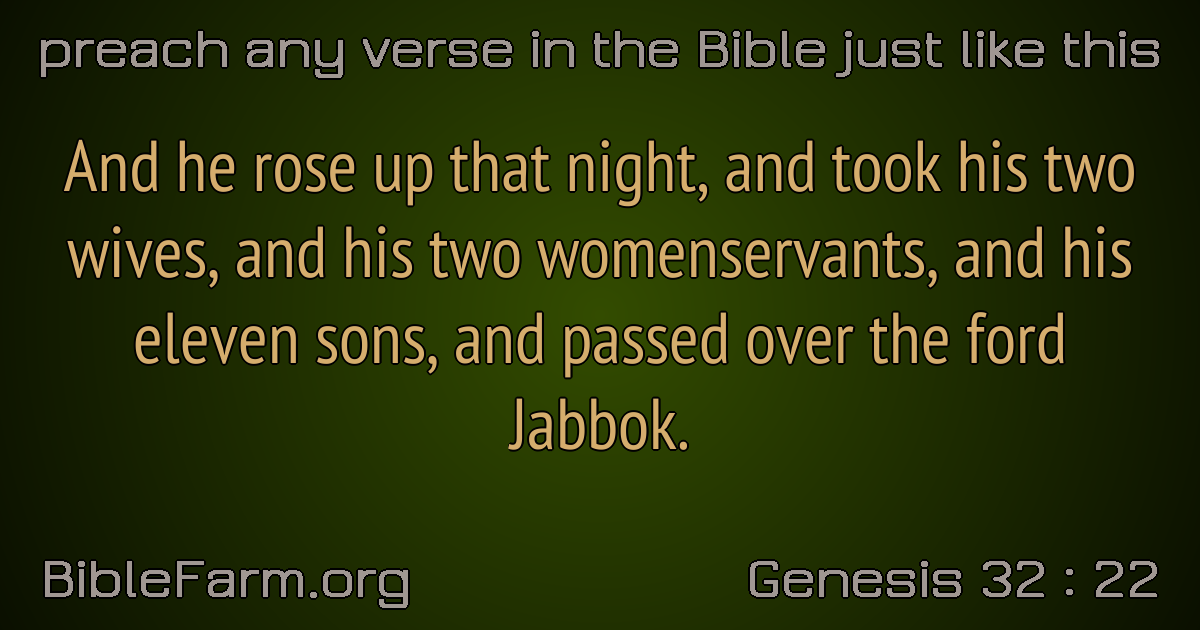 preach any verse in the Bible just like this
And he rose up that night, and took his two
wives, and his two womenservants, and his
eleven sons, and passed over the ford
Jabbok.
BibleFarm.org
Genesis 32 : 22